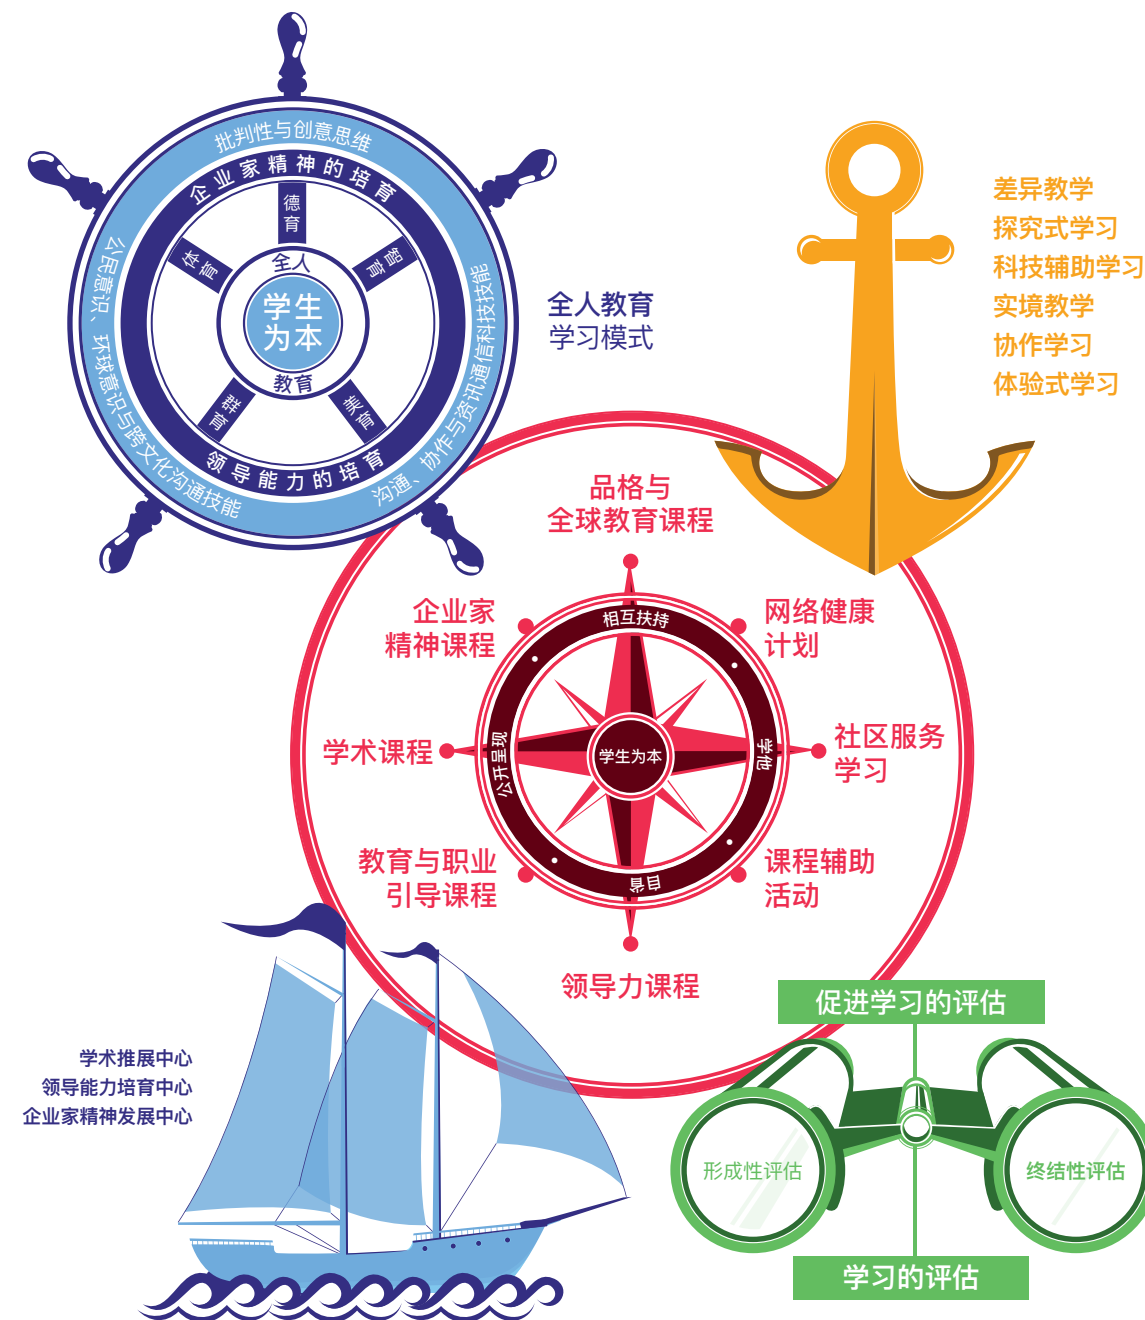 批判性与创意思维
企业家精神的培育
德育
体育
智育
全人
学生
为本
教育
群育
美育
领导能力的培育
公民意识、环球意识与跨文化沟通技能
沟通、协作与资讯通信科技技能
全人教育
学习模式
差异教学
探究式学习
科技辅助学习
实境教学
协作学习
体验式学习
品格与
全球教育课程
企业家
精神课程
网络健康
计划
学术课程
社区服务
学习
教育与职业
引导课程
课程辅助
活动
领导力课程
相互扶持
学他
自省
公开呈现
学生为本
学术推展中心
领导能力培育中心
企业家精神发展中心
促进学习的评估
形成性评估
终结性评估
学习的评估